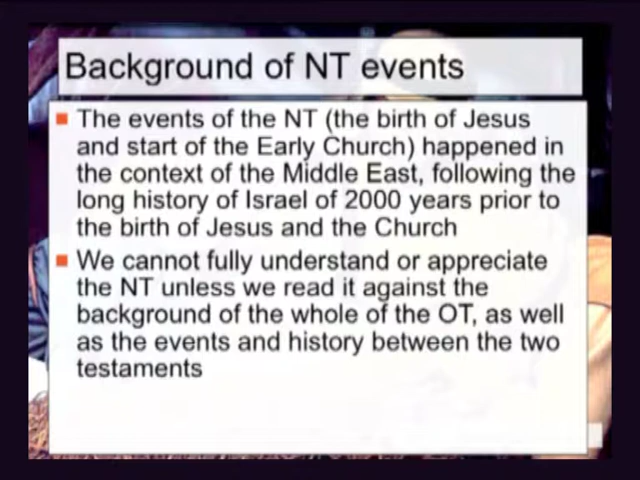 Background of NT events
The events of the NT (the birth of Jesus
and start of the Early Church) happened in
the context of the Middle East, following the
long history of Israel of 2000 years prior to
the birth of Jesus and the Church
We cannot fully understand or appreciate
the NT unless we read it against the
background of the whole of the OT, as well
as the events and history between the two
testaments